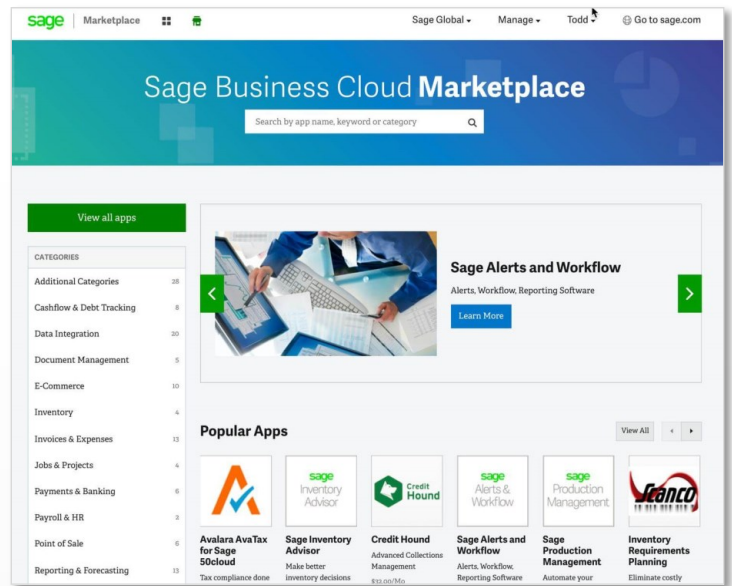 sage Marketplace
Sage Global Manage Todd Go to sage.com
Sage Business Cloud Marketplace
Search by app name, keyword or category
View all apps
CATEGORIES
Additional Categories 28
Cashflow & Debt Tracking 8
Data Integration 20
Document Management 5
E-Commerce 10
Inventory 4
Invoices & Expenses 13
Jobs & Projects 4
Payments & Banking 6
Payroll & HR 2
Point of Sale 6
Reporting & Forecasting 13
Sage Alerts and Workflow
Alerts, Workflow, Reporting Software
Learn More
Popular Apps
View All
sage
Inventory
Advisor
Credit
Hound
sage
Alerts &
Workflow
sage
Production
Management
Scanco
Avalara AvaTax
for Sage
50cloud
Tax compliance done
Sage Inventory
Advisor
Make better
inventory decisions
Credit Hound
Advanced Collections
Management
$32.00/Mo
Sage Alerts and
Workflow
Alerts, Workflow,
Reporting Software
Sage
Production
Management
Automate your
Inventory
Requirements
Planning
Eliminate costly